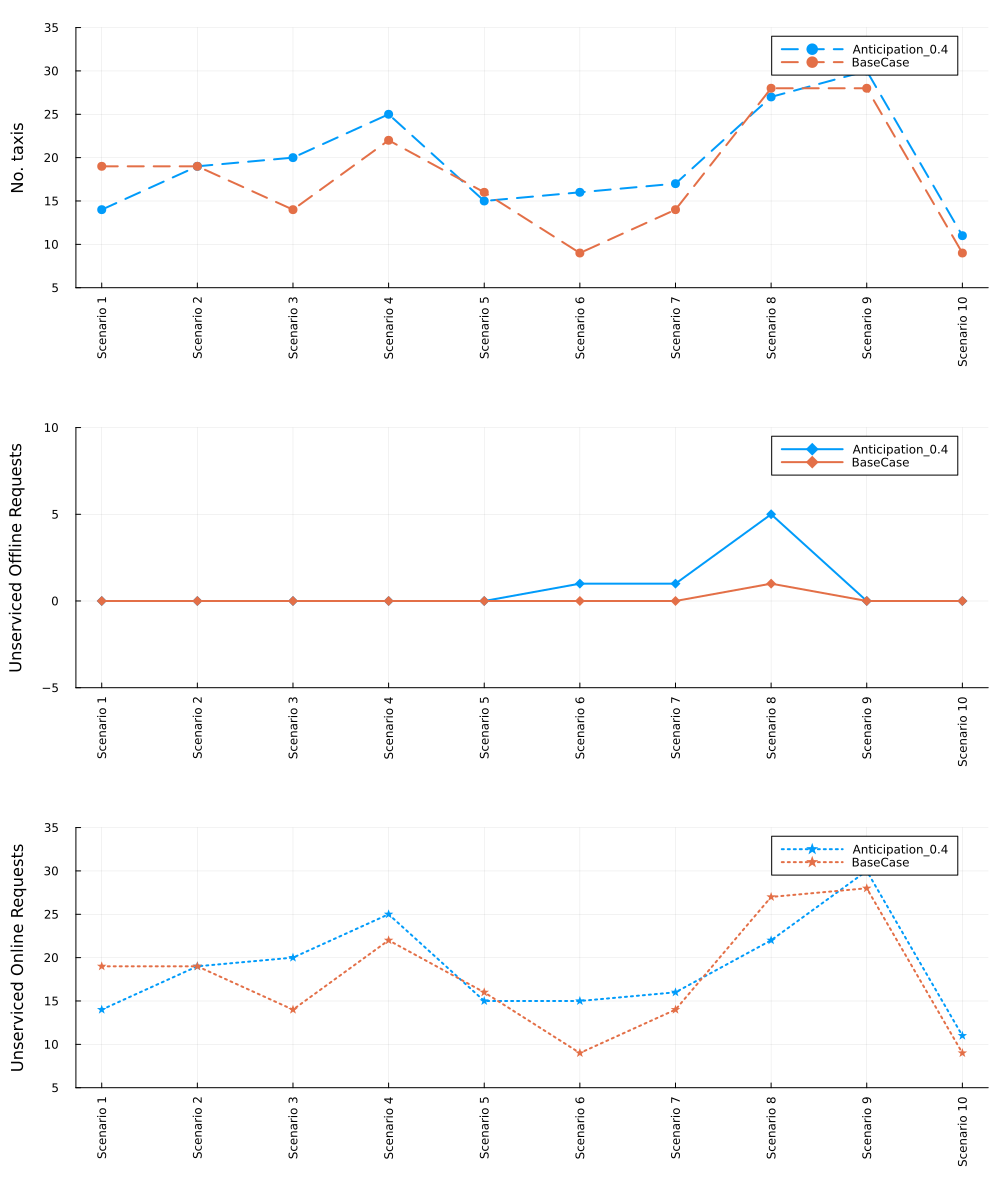 No. taxis
35
30
25
20
15
10
5
Anticipation_0.4
BaseCase
Scenario 1
Scenario 2
Scenario 3
Scenario 4
Scenario 5
Scenario 6
Scenario 7
Scenario 8
Scenario 9
Scenario 10
Unserviced Offline Requests
10
5
0
−5
Anticipation_0.4
BaseCase
Scenario 1
Scenario 2
Scenario 3
Scenario 4
Scenario 5
Scenario 6
Scenario 7
Scenario 8
Scenario 9
Scenario 10
Unserviced Online Requests
35
30
25
20
15
10
5
Anticipation_0.4
BaseCase
Scenario 1
Scenario 2
Scenario 3
Scenario 4
Scenario 5
Scenario 6
Scenario 7
Scenario 8
Scenario 9
Scenario 10